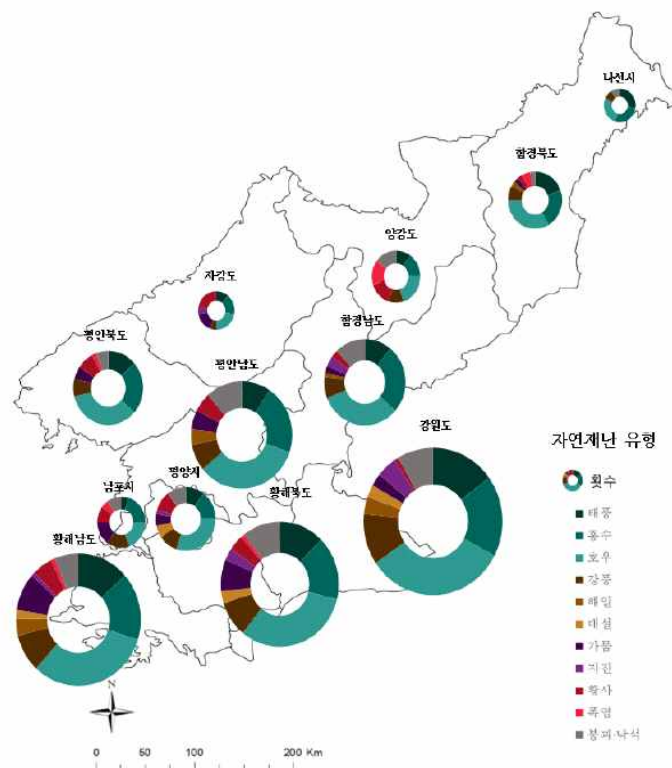 나선시
함경북도
양강도
자강도
함경남도
평안북도
평안남도
강원도
자연재난 유형
횟수
남포시
평양시
황해북도
황해남도
태풍
홍수
호우
강풍
해일
대설
가뭄
지진
황사
폭염
붕괴·낙석
N
0 50 100 200 Km